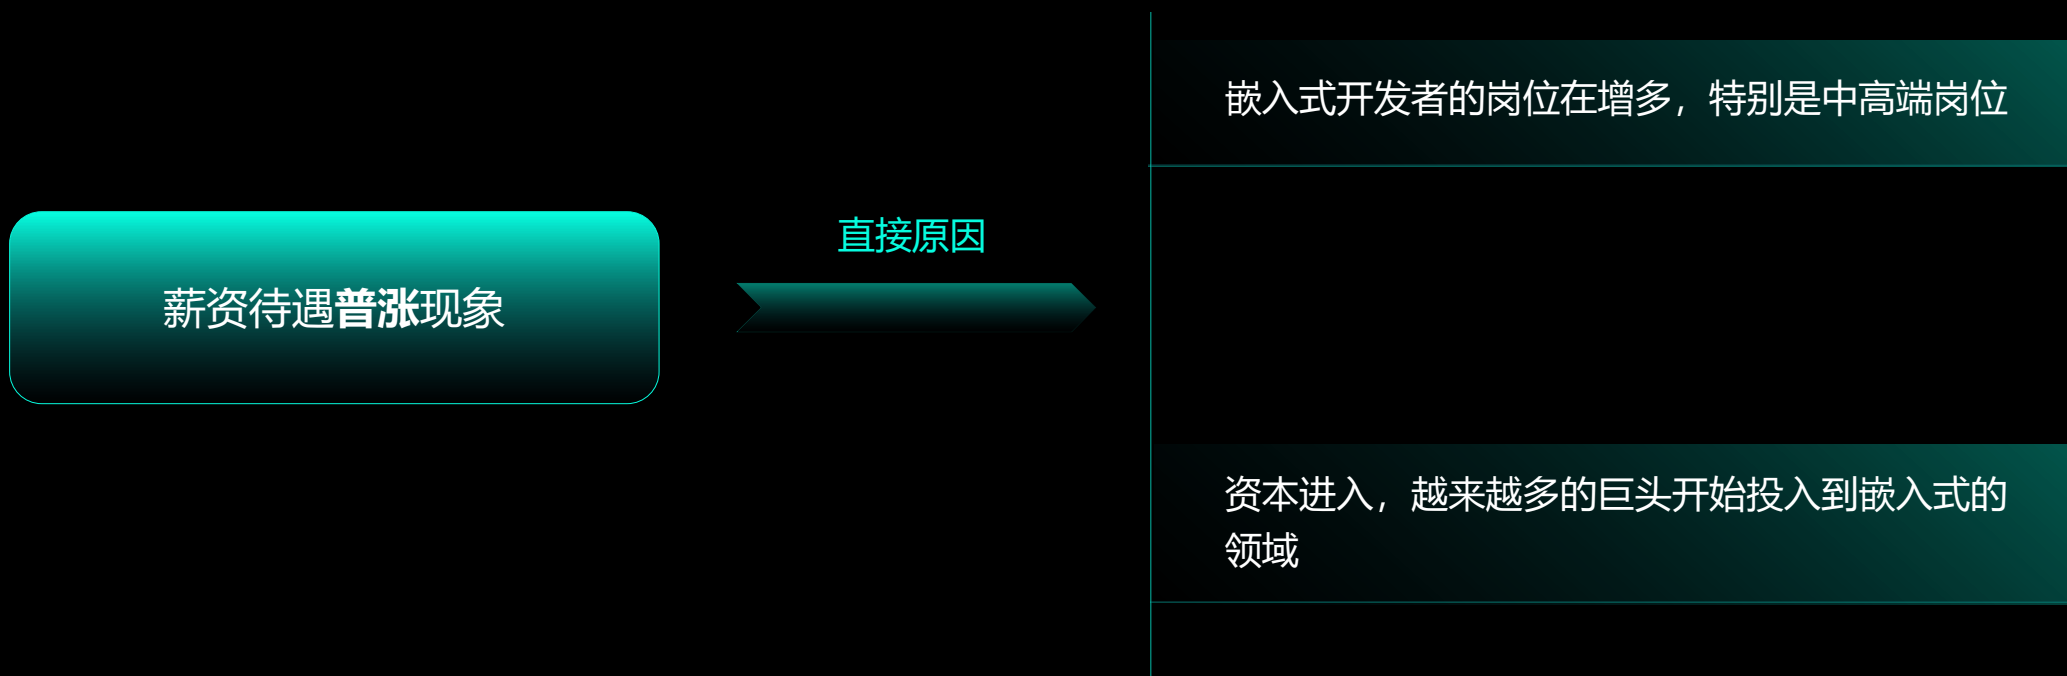 薪资待遇普涨现象
直接原因
嵌入式开发者的岗位在增多，特别是中高端岗位
资本进入，越来越多的巨头开始投入到嵌入式的
领域